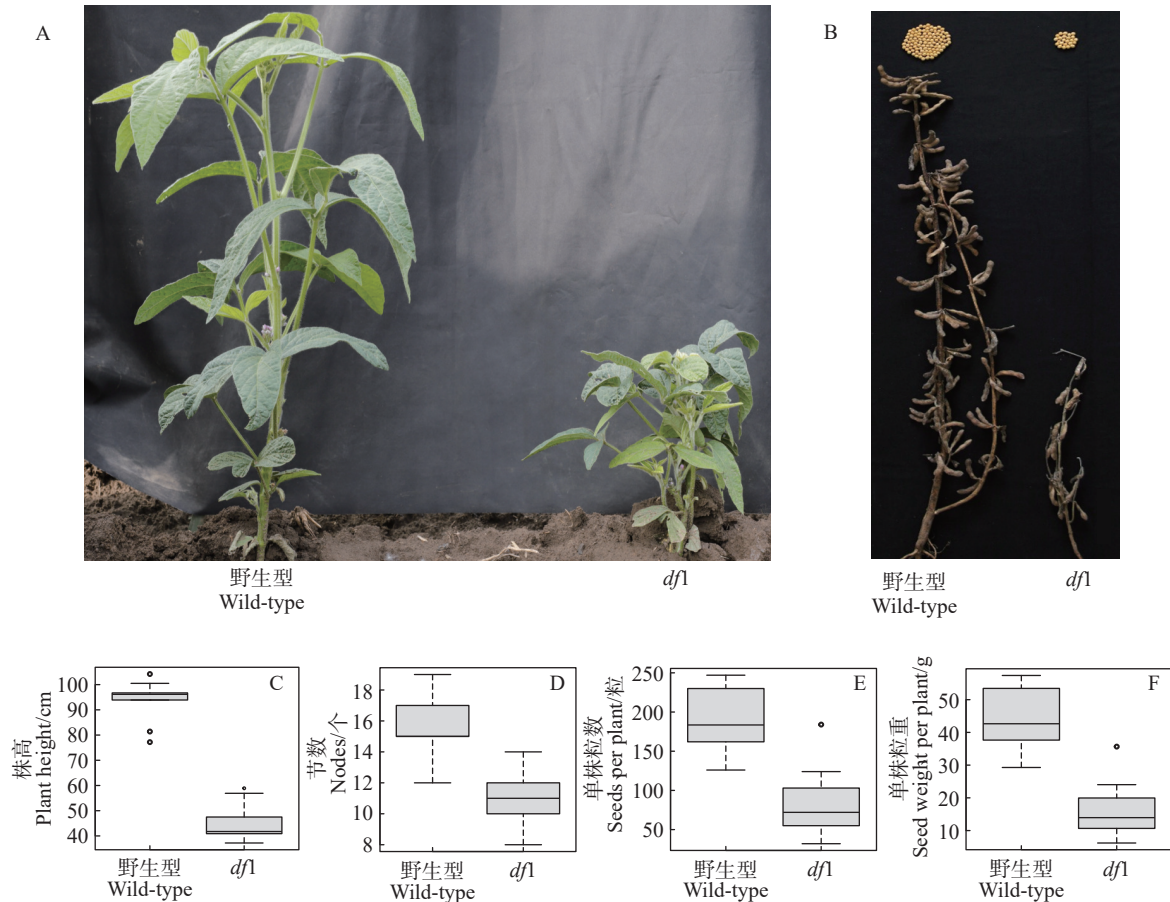 A
B
野生型
Wild-type
df1
野生型
Wild-type
df1
C
株高
Plant height/cm
100
90
80
70
60
50
40
野生型
Wild-type
df1
D
节数
Nodes/个
18
16
14
12
10
8
野生型
Wild-type
df1
E
单株粒数
Seeds per plant/粒
250
200
150
100
50
野生型
Wild-type
df1
F
单株粒重
Seed weight per plant/g
60
50
40
30
20
10
野生型
Wild-type
df1